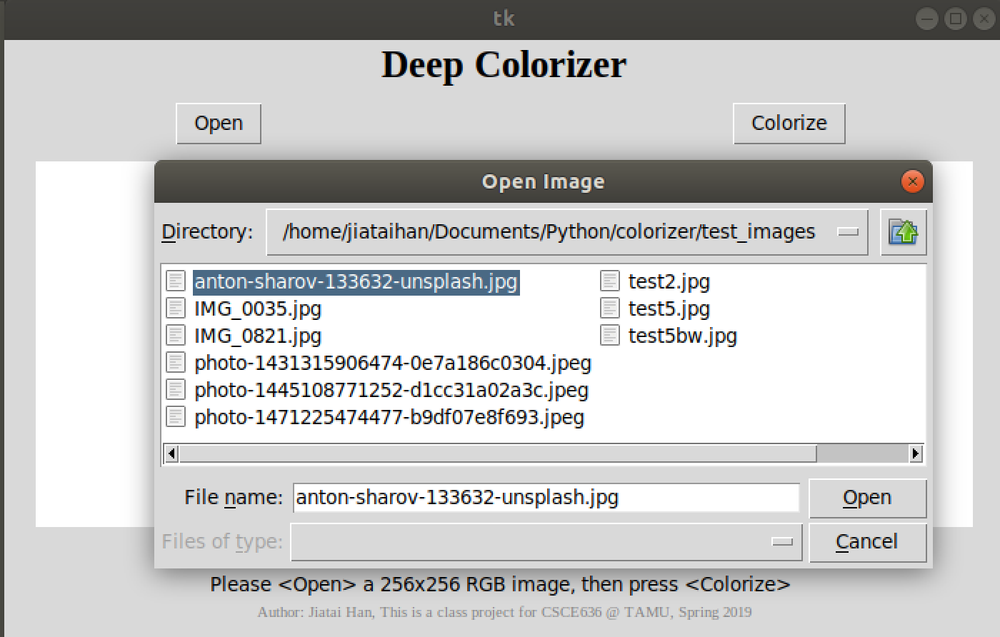 tk
Deep Colorizer
Open Colorize
Open Image
Directory: /home/jiataihan/Documents/Python/colorizer/test_images
anton-sharov-133632-unsplash.jpg
IMG_0035.jpg
IMG_0821.jpg
photo-1431315906474-0e7a186c0304.jpeg
photo-1445108771252-d1cc31a02a3c.jpeg
photo-1471225474477-b9df07e8f693.jpeg
test2.jpg
test5.jpg
test5bw.jpg
File name: anton-sharov-133632-unsplash.jpg Open
Files of type: Cancel
Please <Open> a 256x256 RGB image, then press <Colorize>
Author: Jiatai Han, This is a class project for CSCE636 @ TAMU, Spring 2019